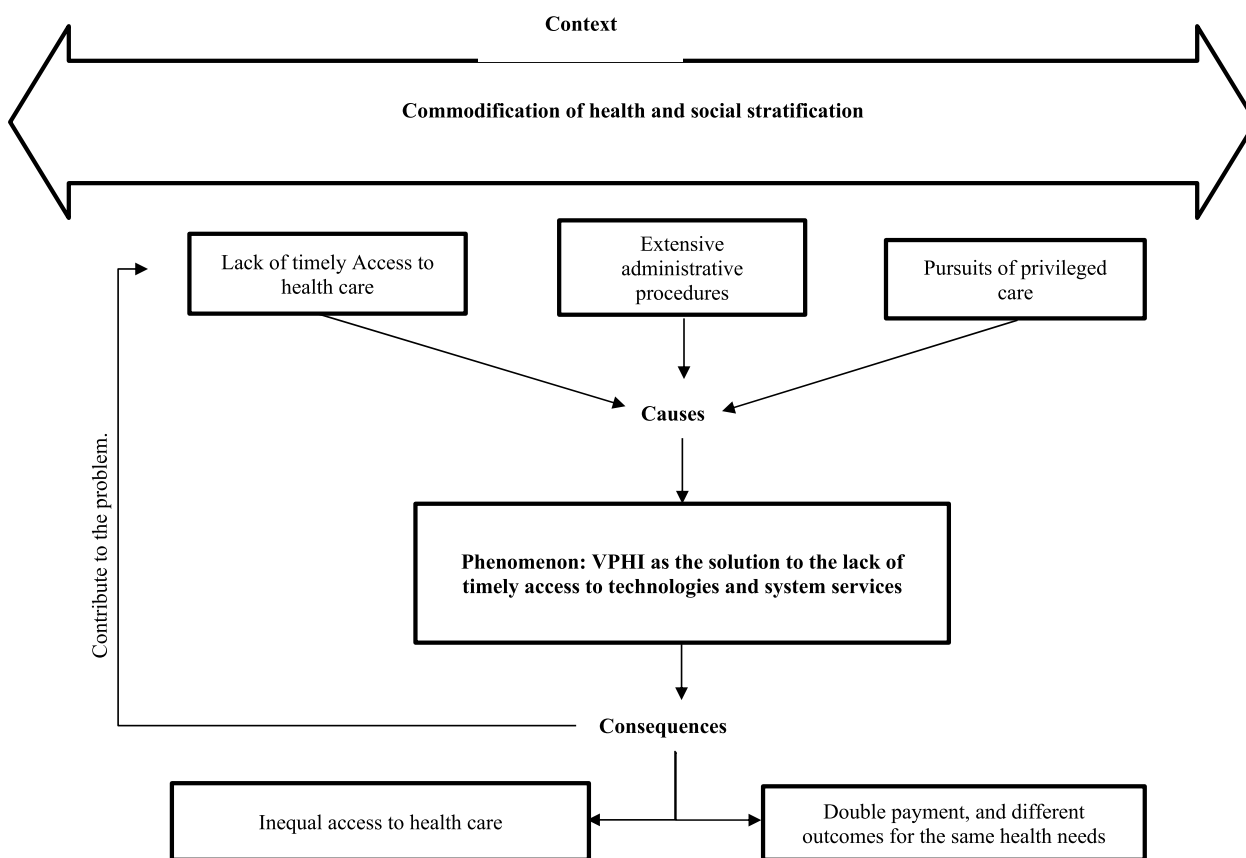 Context
Commodification of health and social stratification
Lack of timely Access to
health care
Extensive
administrative
procedures
Pursuits of privileged
care
Causes
Contribute to the problem.
Phenomenon: VPHI as the solution to the lack of
timely access to technologies and system services
Consequences
Inequal access to health care
Double payment, and different
outcomes for the same health needs